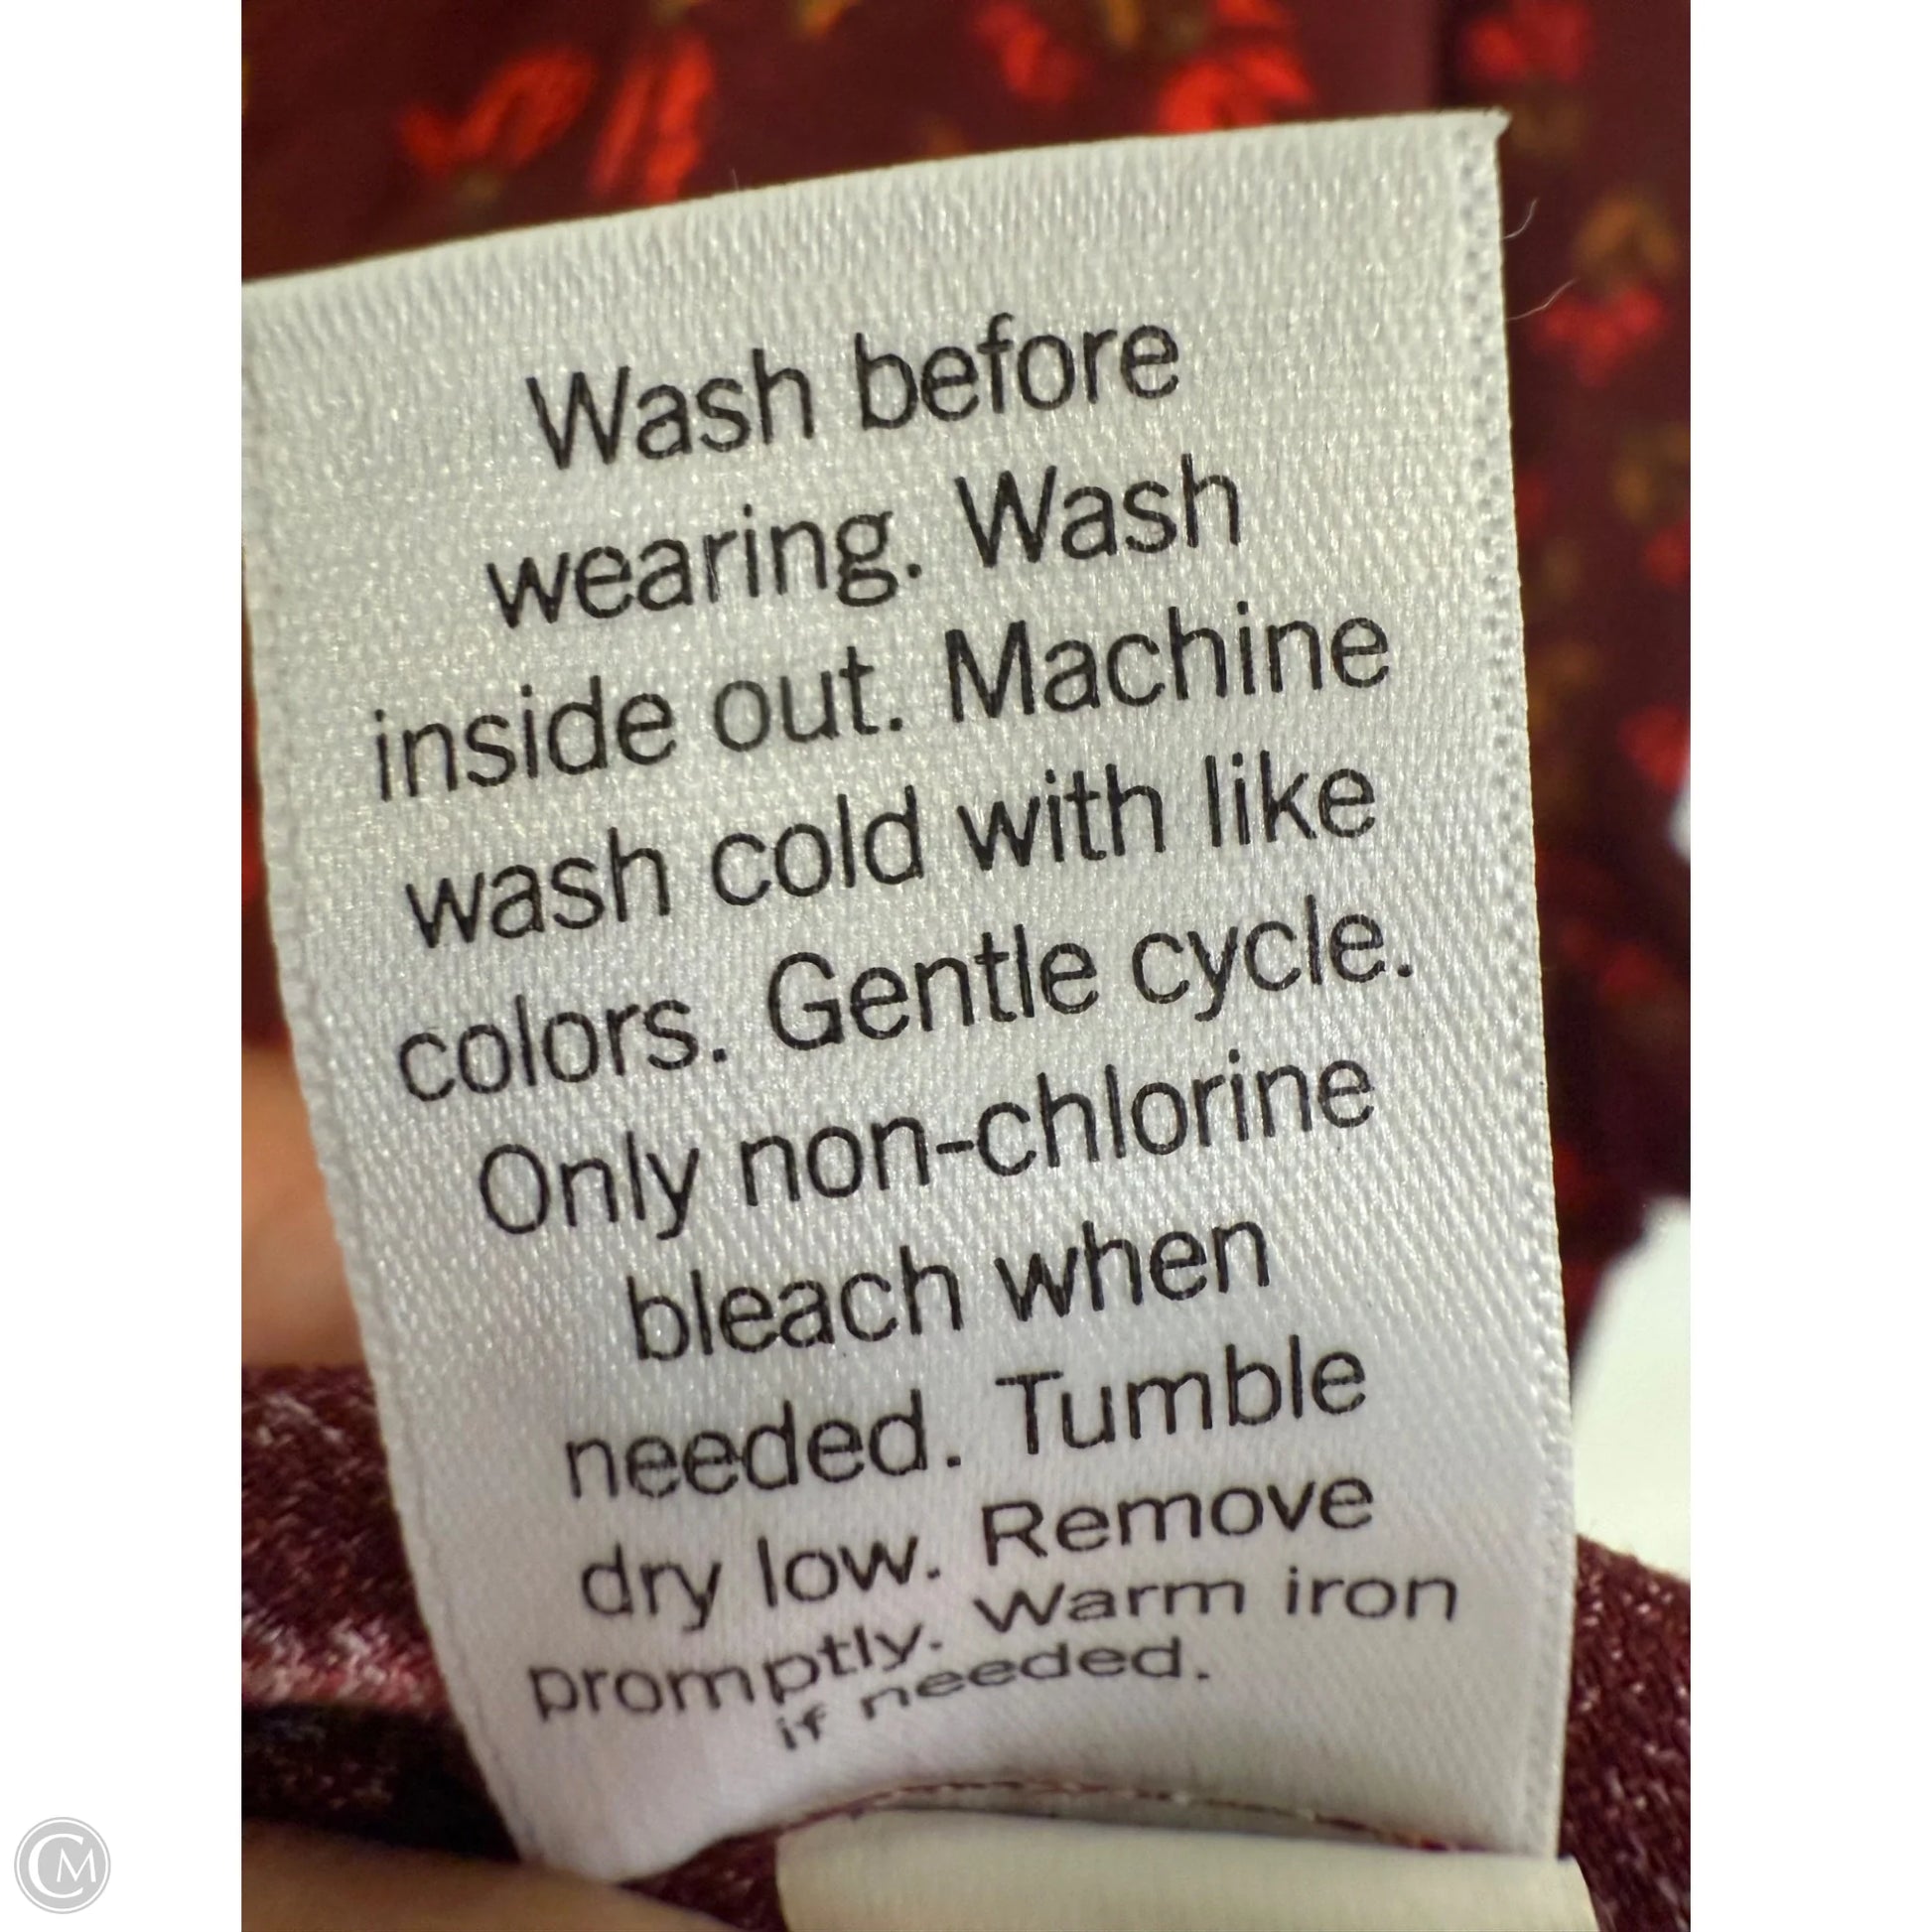 Wash before
wearing. Wash
inside out. Machine
wash cold with like
colors. Gentle cycle.
Only non-chlorine
bleach when
needed. Tumble
dry low. Remove
promptly. Warm iron
if needed.
CM